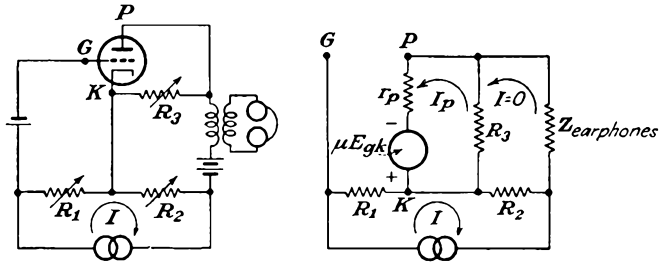 P
G
K
R3
R1
I
R2
G
P
rp
Ip
I=0
R3
Zearphones
μEgk
−
+
R1
K
I
R2